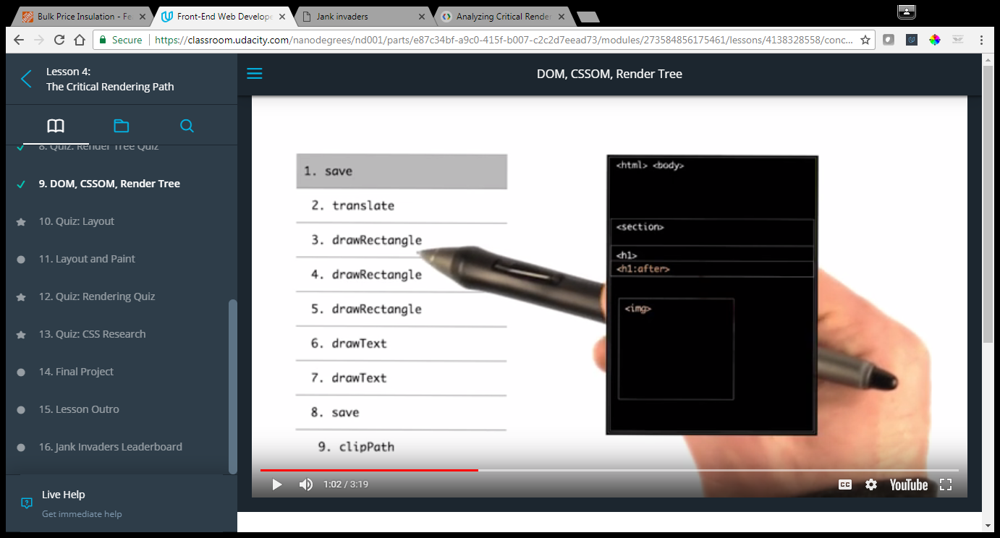 Bulk Price Insulation - Fe
Front-End Web Develope
Jank invaders
Analyzing Critical Render
Secure
https://classroom.udacity.com/nanodegrees/nd001/parts/e87c34bf-a9c0-415f-b007-c2c2d7eead73/modules/273584856175461/lessons/4138328558/conc...
Lesson 4:
The Critical Rendering Path
8. Quiz: Render Tree Quiz
9. DOM, CSSOM, Render Tree
10. Quiz: Layout
11. Layout and Paint
12. Quiz: Rendering Quiz
13. Quiz: CSS Research
14. Final Project
15. Lesson Outro
16. Jank Invaders Leaderboard
Live Help
Get immediate help
DOM, CSSOM, Render Tree
1. save
2. translate
3. drawRectangle
4. drawRectangle
5. drawRectangle
6. drawText
7. drawText
8. save
9. clipPath
<html> <body>
<section>
<h1>
<h1:after>
<img>
1:02 / 3:19
CC
YouTube